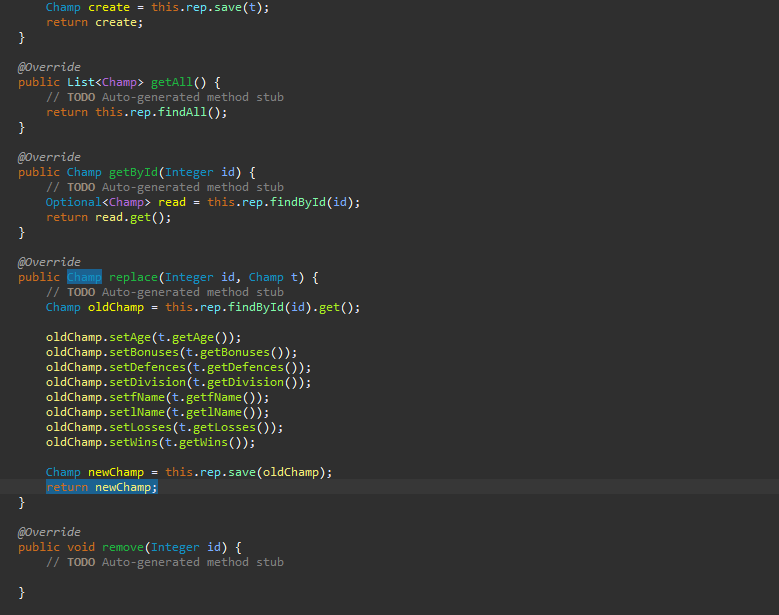 Champ create = this.rep.save(t);
return create;
}
@Override
public List<Champ> getAll() {
// TODO Auto-generated method stub
return this.rep.findAll();
}
@Override
public Champ getById(Integer id) {
// TODO Auto-generated method stub
Optional<Champ> read = this.rep.findById(id);
return read.get();
}
@Override
public Champ replace(Integer id, Champ t) {
// TODO Auto-generated method stub
Champ oldChamp = this.rep.findById(id).get();
oldChamp.setAge(t.getAge());
oldChamp.setBonuses(t.getBonuses());
oldChamp.setDefences(t.getDefences());
oldChamp.setDivision(t.getDivision());
oldChamp.setfName(t.getfName());
oldChamp.setlName(t.getlName());
oldChamp.setLosses(t.getLosses());
oldChamp.setWins(t.getWins());
Champ newChamp = this.rep.save(oldChamp);
return newChamp;
}
@Override
public void remove(Integer id) {
// TODO Auto-generated method stub
}